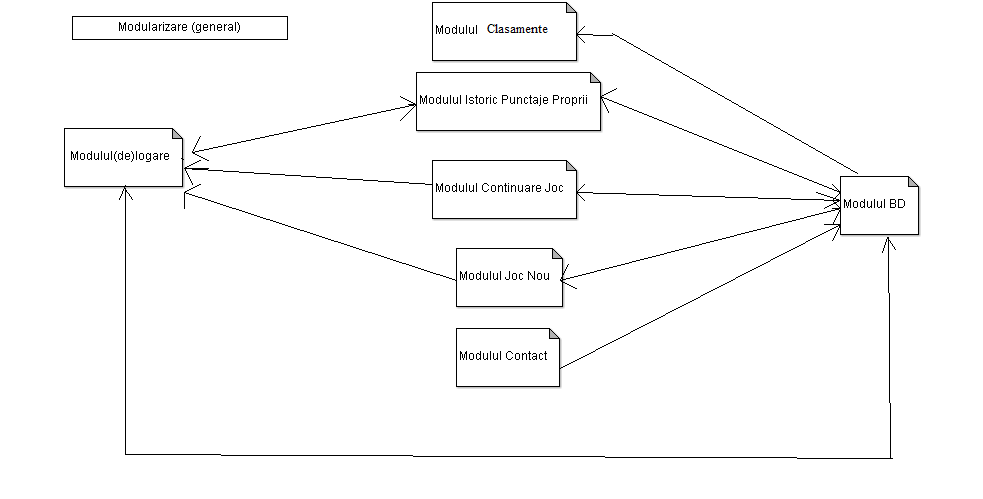 Modularizare (general)
Modulul Clasamente
Modulul Istoric Punctaje Proprii
Modulul(de)logare
Modulul Continuare Joc
Modulul BD
Modulul Joc Nou
Modulul Contact